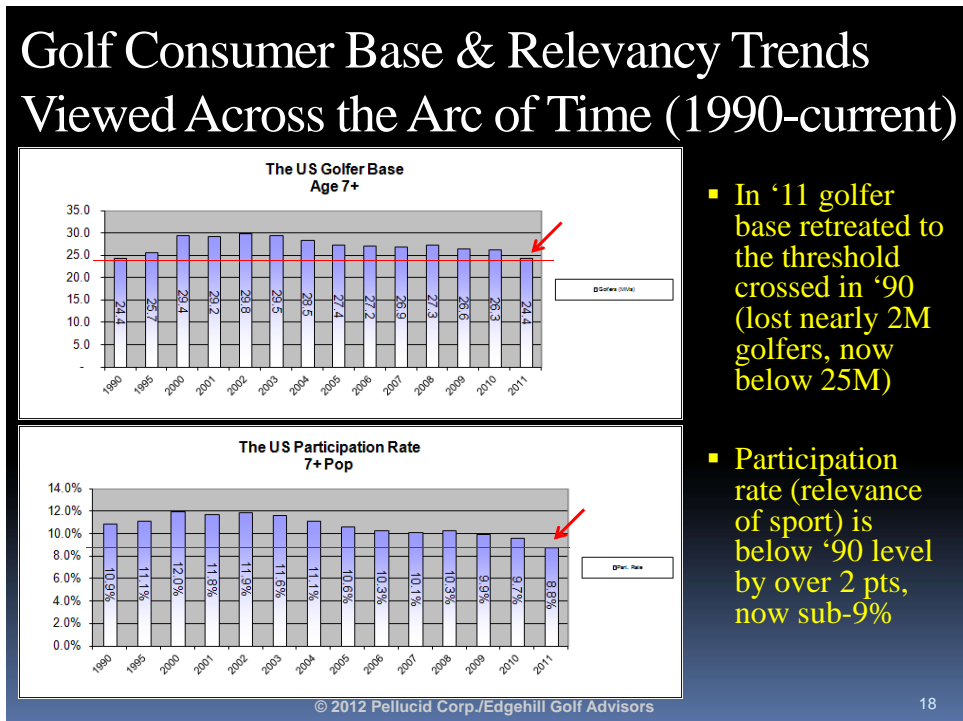 Golf Consumer Base & Relevancy Trends
Viewed Across the Arc of Time (1990-current)
The US Golfer Base
Age 7+
35.0
30.0
25.0
20.0
15.0
10.0
5.0
-
24.4 25.7 29.4 29.2 29.8 29.5 28.5 27.4 27.2 26.9 27.3 26.6 26.3 24.4
1990 1995 2000 2001 2002 2003 2004 2005 2006 2007 2008 2009 2010 2011
Golfers (MMs)
▪ In ‘11 golfer
base retreated to
the threshold
crossed in ‘90
(lost nearly 2M
golfers, now
below 25M)
The US Participation Rate
7+ Pop
14.0%
12.0%
10.0%
8.0%
6.0%
4.0%
2.0%
0.0%
10.9% 11.1% 12.0% 11.8% 11.9% 11.6% 11.1% 10.6% 10.3% 10.1% 10.3% 9.9% 9.7% 8.8%
1990 1995 2000 2001 2002 2003 2004 2005 2006 2007 2008 2009 2010 2011
Part. Rate
▪ Participation
rate (relevance
of sport) is
below ‘90 level
by over 2 pts,
now sub-9%
© 2012 Pellucid Corp./Edgehill Golf Advisors
18